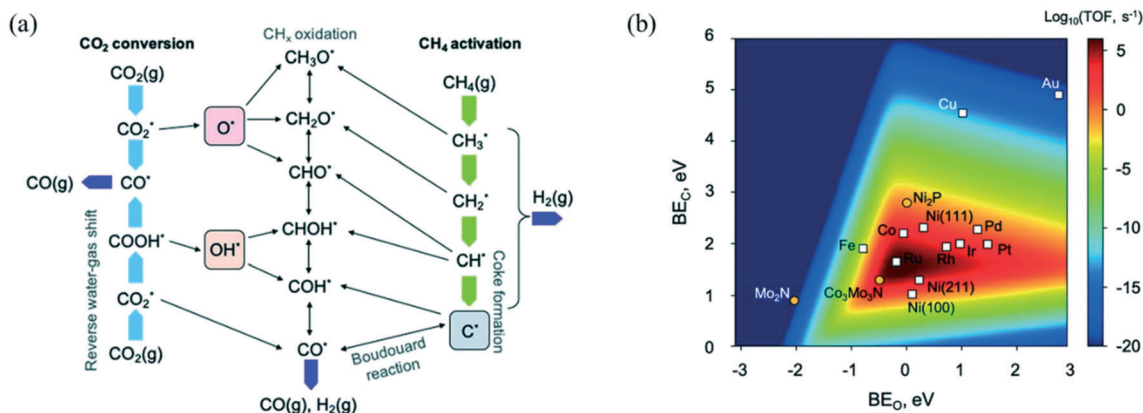 (a)
CO₂ conversion
CHₓ oxidation
CH₄ activation
CO₂(g)
CO₂*
CO(g)
CO*
COOH*
CO₂*
CO₂(g)
Reverse water-gas shift
O*
OH*
CH₃O*
CH₂O*
CHO*
CHOH*
COH*
CO*
CO(g), H₂(g)
CH₄(g)
CH₃*
CH₂*
CH*
C*
H₂(g)
Coke formation
Boudouard
reaction
(b)
Log₁₀(TOF, s⁻¹)
BE_C, eV
6
5
4
3
2
1
0
Au
Cu
Ni₂P
Ni(111)
Co
Pd
Fe
Ru
Rh
Ir
Pt
Mo₂N
Co₃Mo₃N
Ni(211)
Ni(100)
-3 -2 -1 0 1 2 3
BE_O, eV
5
0
-5
-10
-15
-20